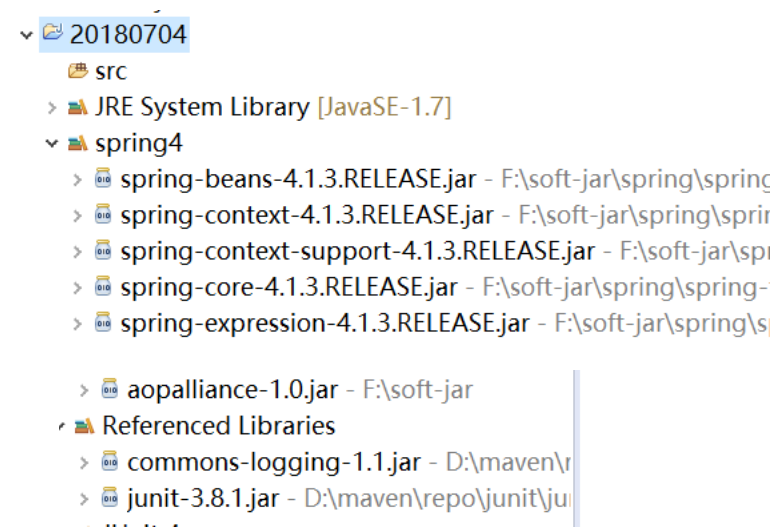 20180704
src
JRE System Library [JavaSE-1.7]
spring4
spring-beans-4.1.3.RELEASE.jar - F:\soft-jar\spring\spring
spring-context-4.1.3.RELEASE.jar - F:\soft-jar\spring\sprin
spring-context-support-4.1.3.RELEASE.jar - F:\soft-jar\spr
spring-core-4.1.3.RELEASE.jar - F:\soft-jar\spring\spring-
spring-expression-4.1.3.RELEASE.jar - F:\soft-jar\spring\s
aopalliance-1.0.jar - F:\soft-jar
Referenced Libraries
commons-logging-1.1.jar - D:\maven\r
junit-3.8.1.jar - D:\maven\repo\junit\ju